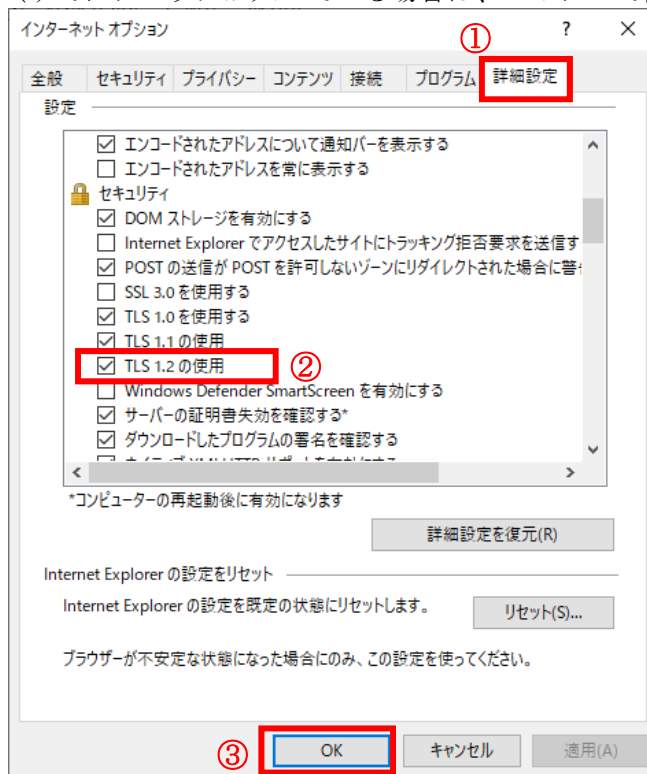 インターネット オプション
?
×
①
全般
セキュリティ
プライバシー
コンテンツ
接続
プログラム
詳細設定
設定
エンコードされたアドレスについて通知バーを表示する
エンコードされたアドレスを常に表示する
セキュリティ
DOM ストレージを有効にする
Internet Explorer でアクセスしたサイトにトラッキング拒否要求を送信す
POST の送信が POST を許可しないゾーンにリダイレクトされた場合に警
SSL 3.0 を使用する
TLS 1.0 を使用する
TLS 1.1 の使用
TLS 1.2 の使用
②
Windows Defender SmartScreen を有効にする
サーバーの証明書失効を確認する*
ダウンロードしたプログラムの署名を確認する
*コンピューターの再起動後に有効になります
詳細設定を復元(R)
Internet Explorer の設定をリセット
Internet Explorer の設定を既定の状態にリセットします。
リセット(S)...
ブラウザーが不安定な状態になった場合にのみ、この設定を使ってください。
③
OK
キャンセル
適用(A)